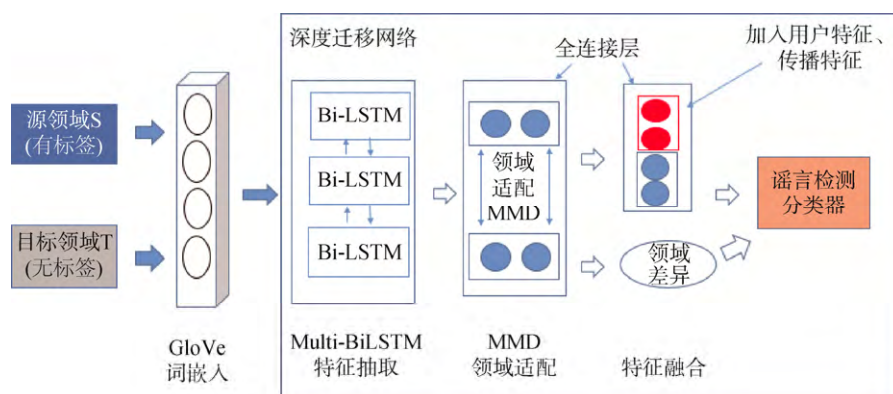 深度迁移网络
全连接层
加入用户特征、
传播特征
源领域S
(有标签)
目标领域T
(无标签)
Bi-LSTM
Bi-LSTM
Bi-LSTM
领域
适配
MMD
领域
差异
谣言检测
分类器
GloVe
词嵌入
Multi-BiLSTM
特征抽取
MMD
领域适配
特征融合